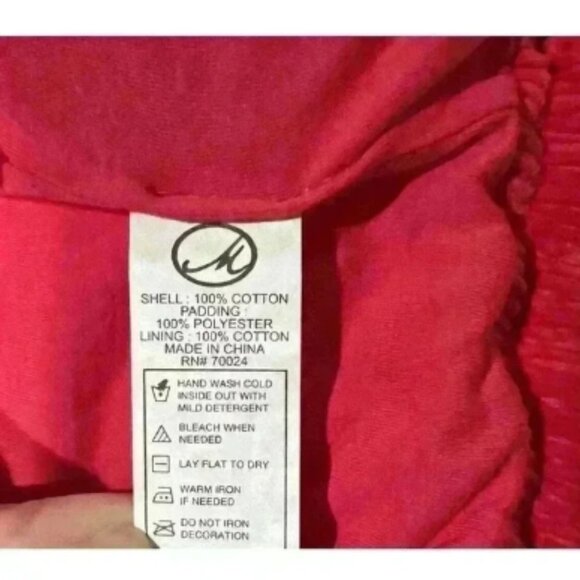 M
SHELL : 100% COTTON
PADDING :
100% POLYESTER
LINING : 100% COTTON
MADE IN CHINA
RN# 70024
HAND WASH COLD
INSIDE OUT WITH
MILD DETERGENT
BLEACH WHEN
NEEDED
LAY FLAT TO DRY
WARM IRON
IF NEEDED
DO NOT IRON
DECORATION